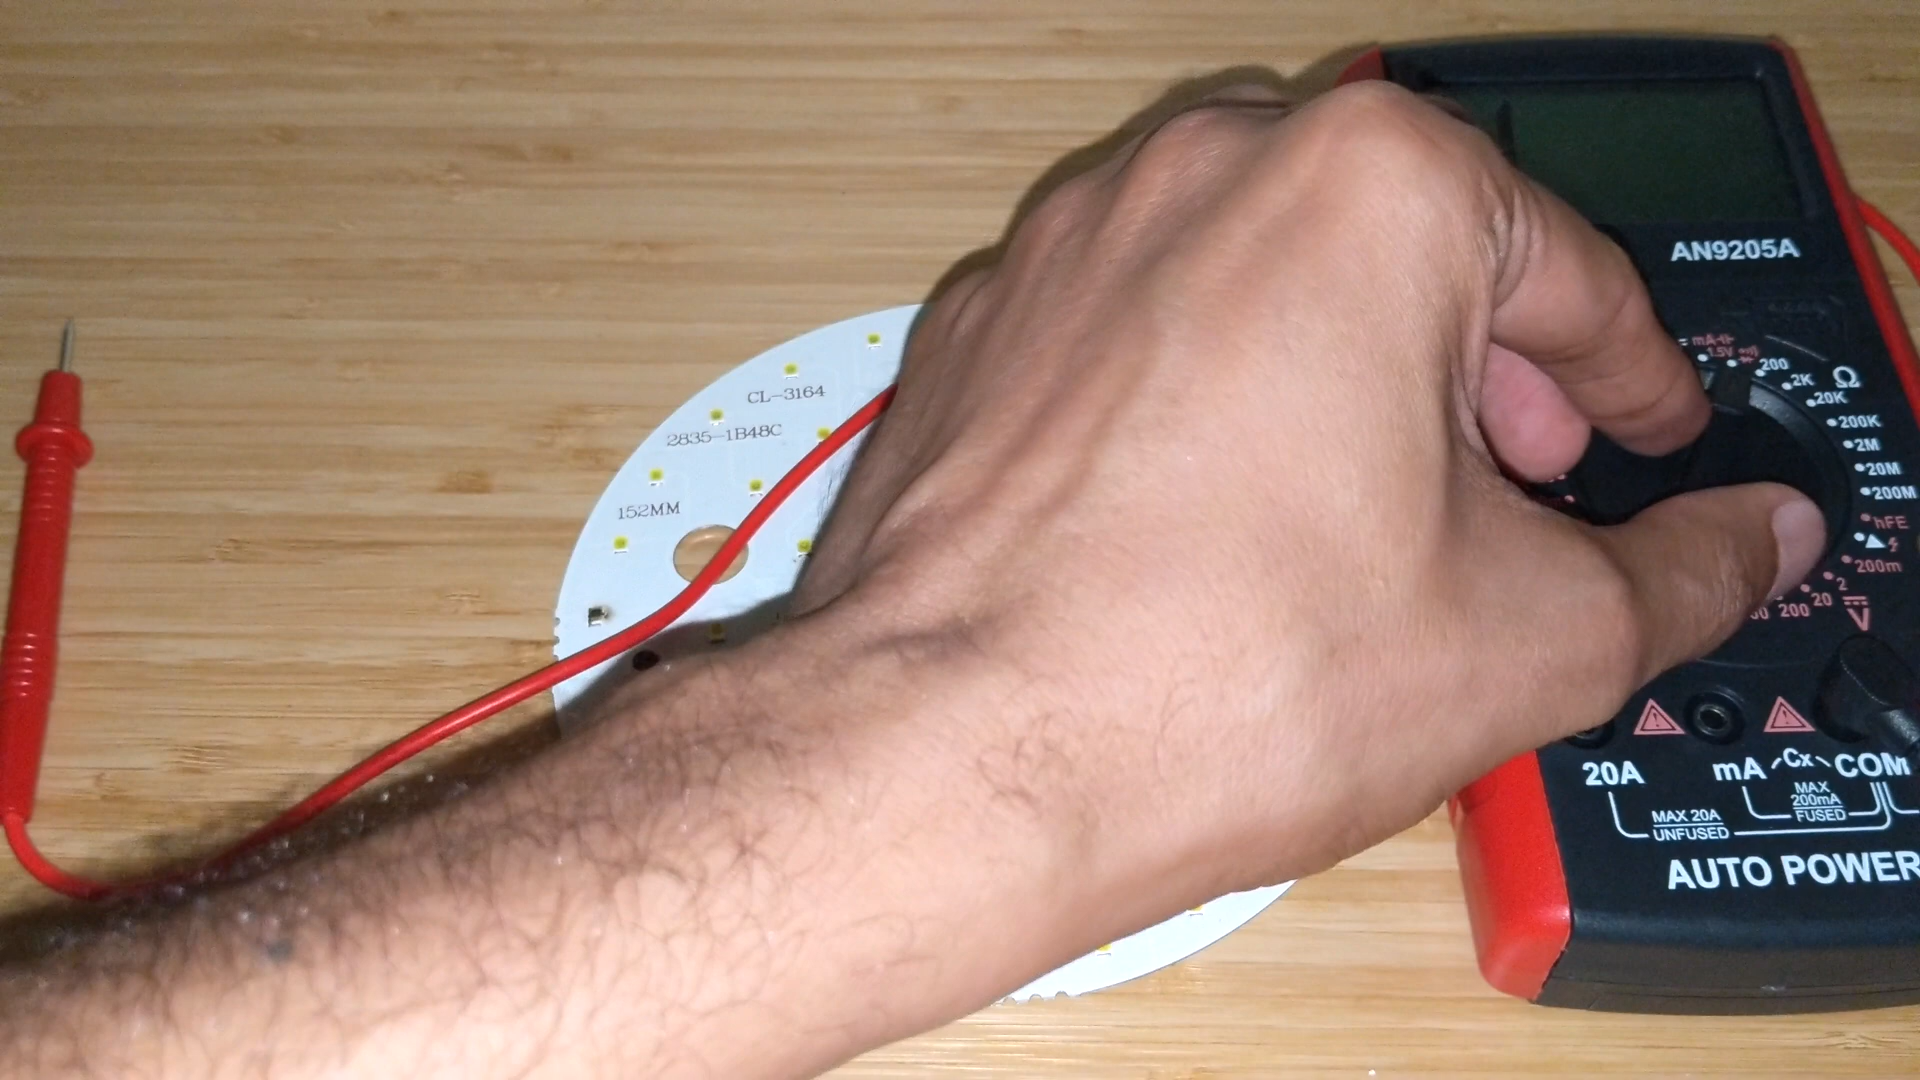 AN9205A
mA
1.5V
200
2K
Ω
20K
200K
2M
20M
200M
hFE
200m
2
20
200
V
CL-3164
2835-1B48C
152MM
20A
mA
Cx
COM
MAX
200mA
FUSED
MAX 20A
UNFUSED
AUTO POWER